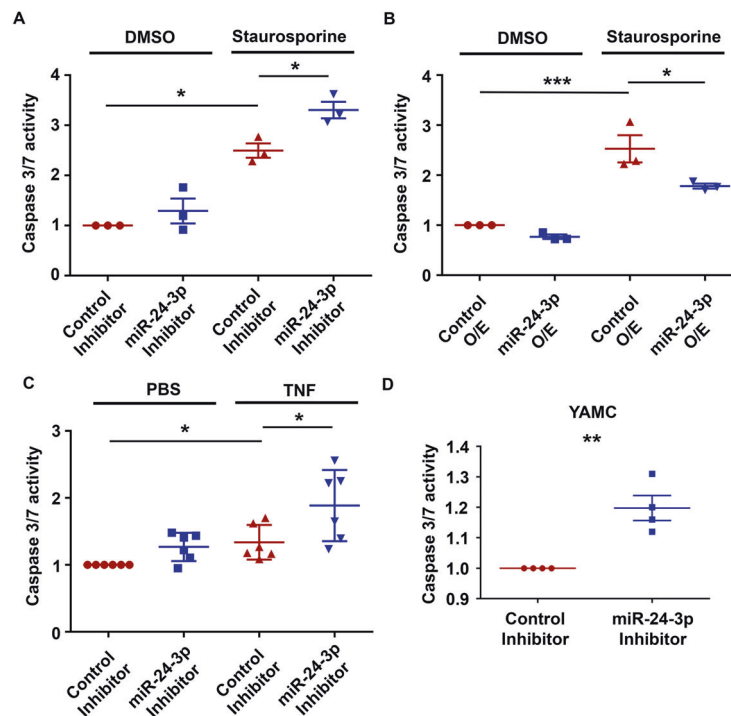 A
DMSO Staurosporine
*
*
Caspase 3/7 activity
4
3
2
1
0
Control Inhibitor
miR-24-3p Inhibitor
Control Inhibitor
miR-24-3p Inhibitor
B
DMSO Staurosporine
***
*
Caspase 3/7 activity
4
3
2
1
0
Control O/E
miR-24-3p O/E
Control O/E
miR-24-3p O/E
C
PBS TNF
*
*
Caspase 3/7 activity
3
2
1
0
Control Inhibitor
miR-24-3p Inhibitor
Control Inhibitor
miR-24-3p Inhibitor
D
YAMC
**
Caspase 3/7 activity
1.4
1.3
1.2
1.1
1.0
0.9
Control Inhibitor
miR-24-3p Inhibitor